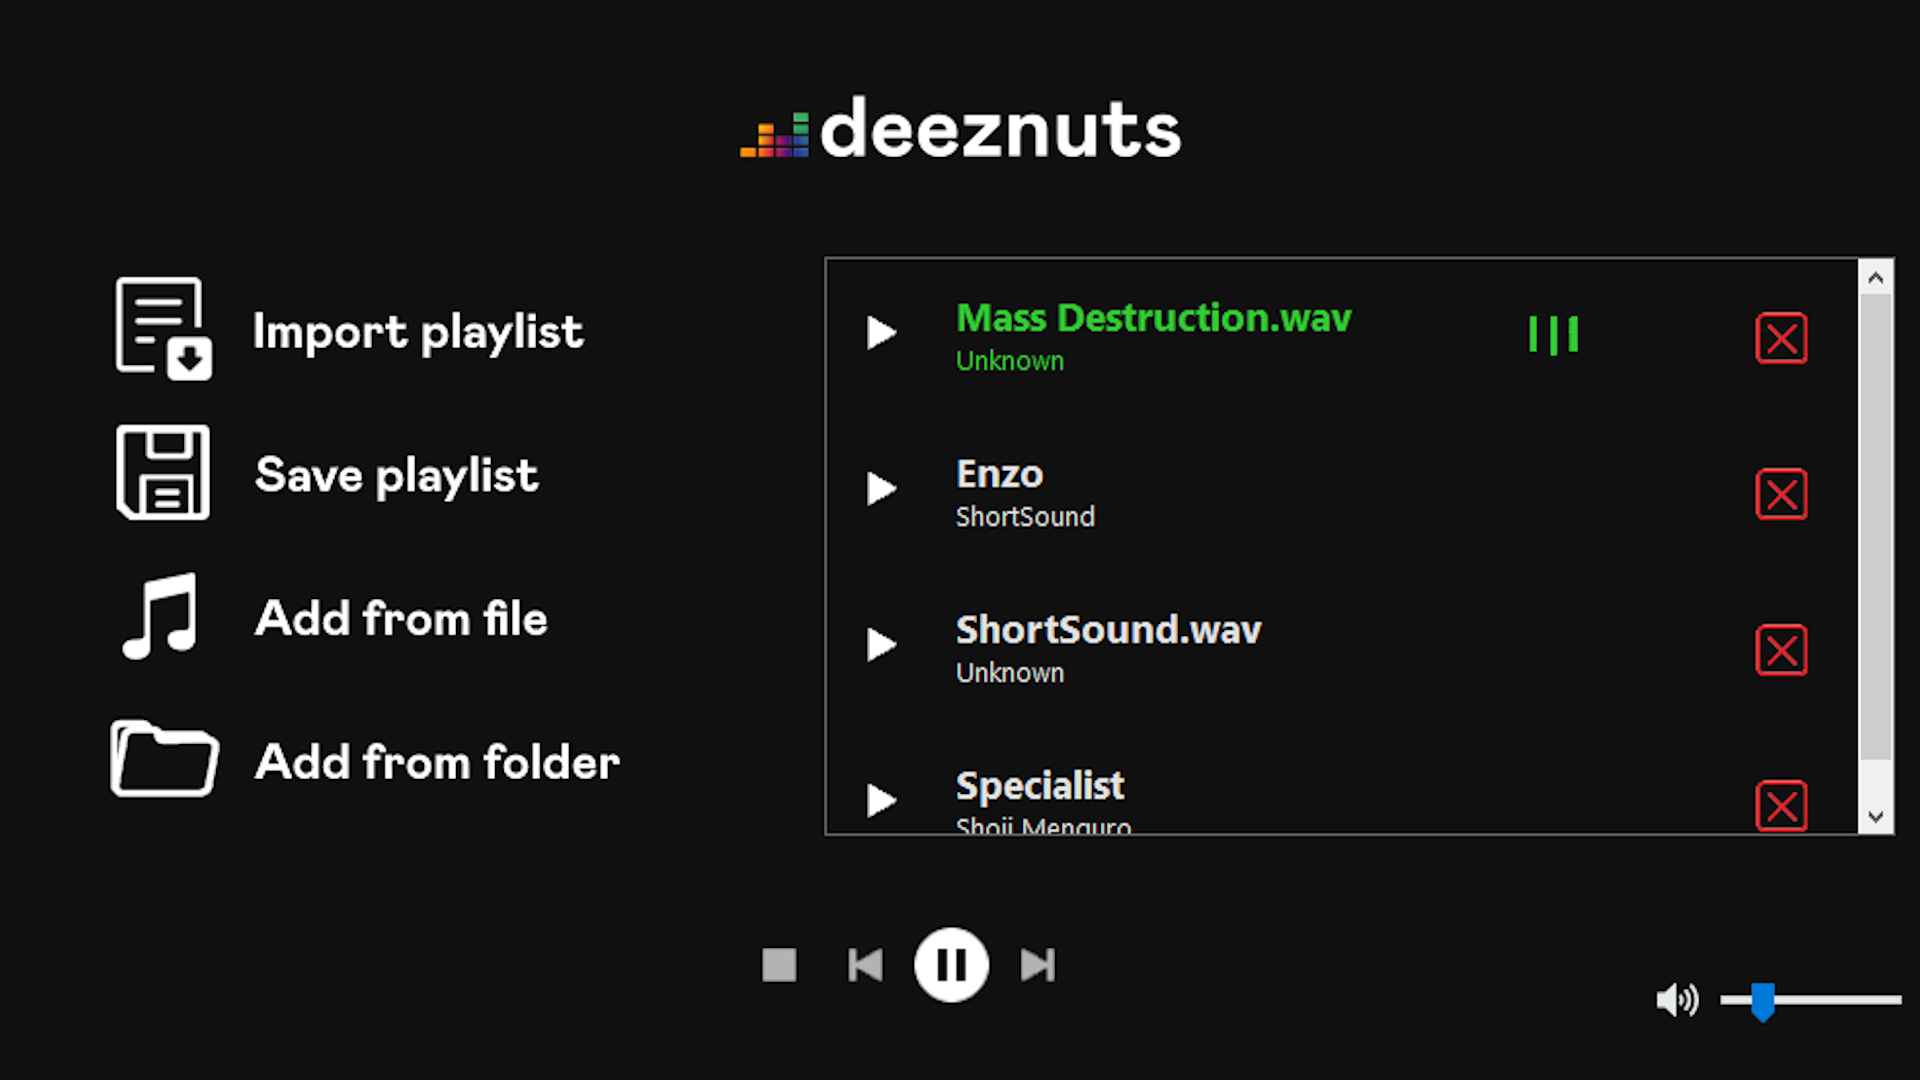 deeznuts
Import playlist
Save playlist
Add from file
Add from folder
Mass Destruction.wav
Unknown
Enzo
ShortSound
ShortSound.wav
Unknown
Specialist
Shoji Menguro